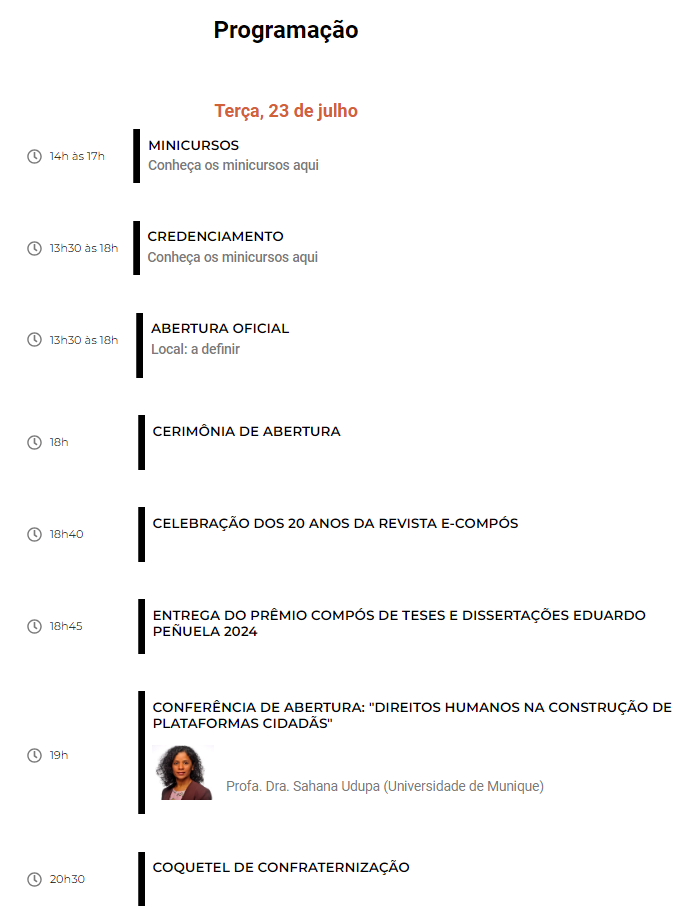 Programação
Terça, 23 de julho
14h às 17h
MINICURSOS
Conheça os minicursos aqui
13h30 às 18h
CREDENCIAMENTO
Conheça os minicursos aqui
13h30 às 18h
ABERTURA OFICIAL
Local: a definir
18h
CERIMÔNIA DE ABERTURA
18h40
CELEBRAÇÃO DOS 20 ANOS DA REVISTA E-COMPÓS
18h45
ENTREGA DO PRÊMIO COMPÓS DE TESES E DISSERTAÇÕES EDUARDO
PEÑUELA 2024
19h
CONFERÊNCIA DE ABERTURA: "DIREITOS HUMANOS NA CONSTRUÇÃO DE
PLATAFORMAS CIDADÃS"
Profa. Dra. Sahana Udupa (Universidade de Munique)
20h30
COQUETEL DE CONFRATERNIZAÇÃO